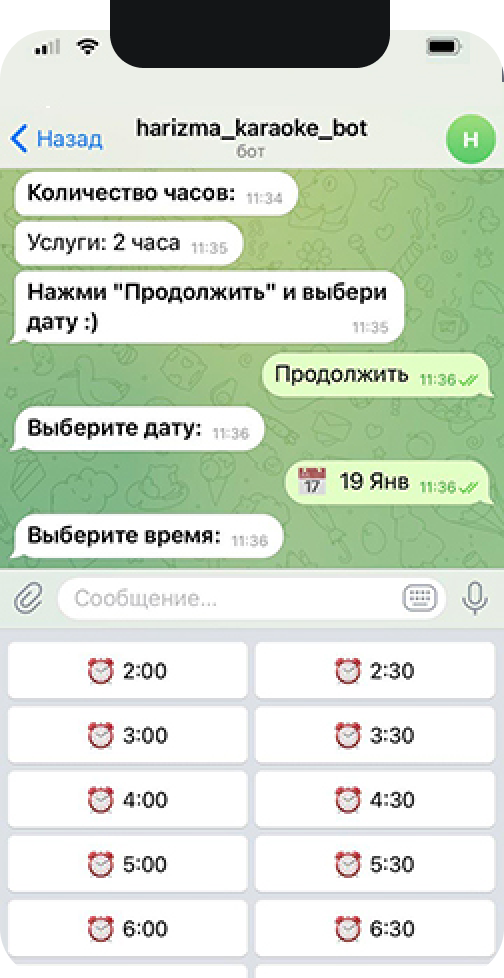 Назад
harizma_karaoke_bot
бот
H
Количество часов: 11:34
Услуги: 2 часа 11:35
Нажми "Продолжить" и выбери
дату :) 11:35
Продолжить 11:36
Выберите дату: 11:36
17 19 Янв 11:36
Выберите время: 11:36
Сообщение...
2:00 2:30
3:00 3:30
4:00 4:30
5:00 5:30
6:00 6:30